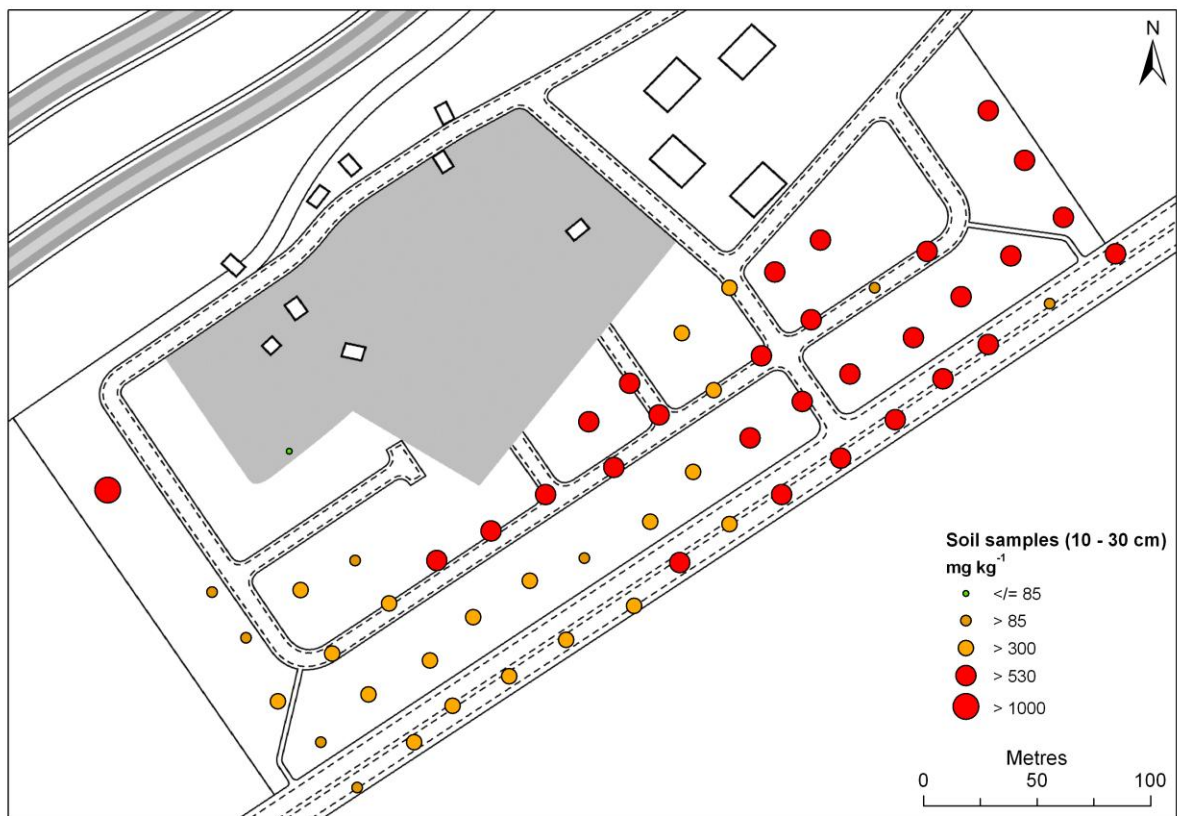 N
Soil samples (10 - 30 cm)
mg kg⁻¹
</= 85
> 85
> 300
> 530
> 1000
Metres
0 50 100